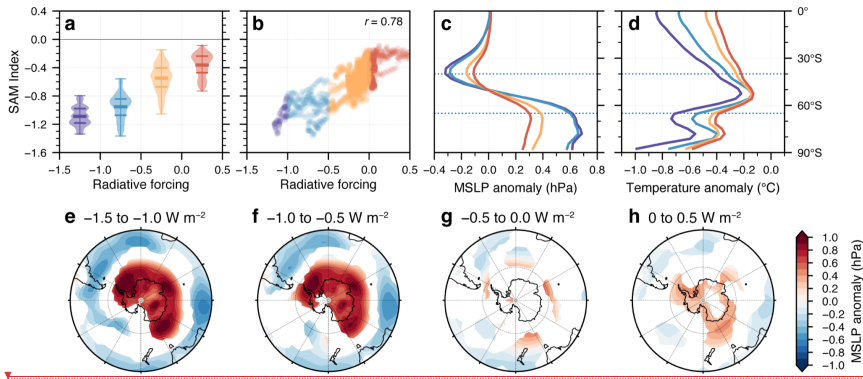 a
b
c
d
r = 0.78
0.4
0.0
−0.4
−0.8
−1.2
−1.6
SAM Index
−1.5 −1.0 −0.5 0.0 0.5
Radiative forcing
−1.5 −1.0 −0.5 0.0 0.5
Radiative forcing
−0.4 −0.2 0.0 0.2 0.4 0.6 0.8
MSLP anomaly (hPa)
−1.0 −0.8 −0.6 −0.4 −0.2 0.0
Temperature anomaly (°C)
0°
30°S
60°S
90°S
e −1.5 to −1.0 W m−2
f −1.0 to −0.5 W m−2
g −0.5 to 0.0 W m−2
h 0 to 0.5 W m−2
1.0
0.8
0.6
0.4
0.2
0.0
−0.2
−0.4
−0.6
−0.8
−1.0
MSLP anomaly (hPa)